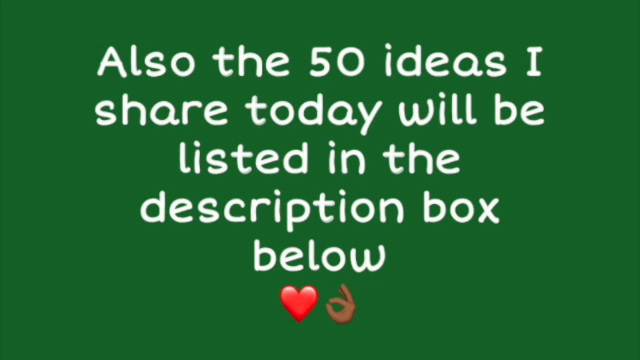 Also the 50 ideas I
share today will be
listed in the
description box
below
❤️👌🏾